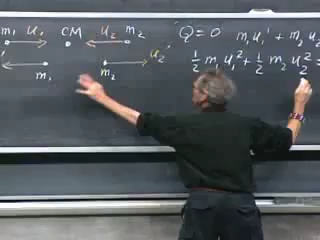 m₁ u₁ CM u₂ m₂
Q = 0 m₁ u₁' + m₂ u₂
u₂'
m₁ m₂
½ m₁ u₁² + ½ m₂ u₂² =